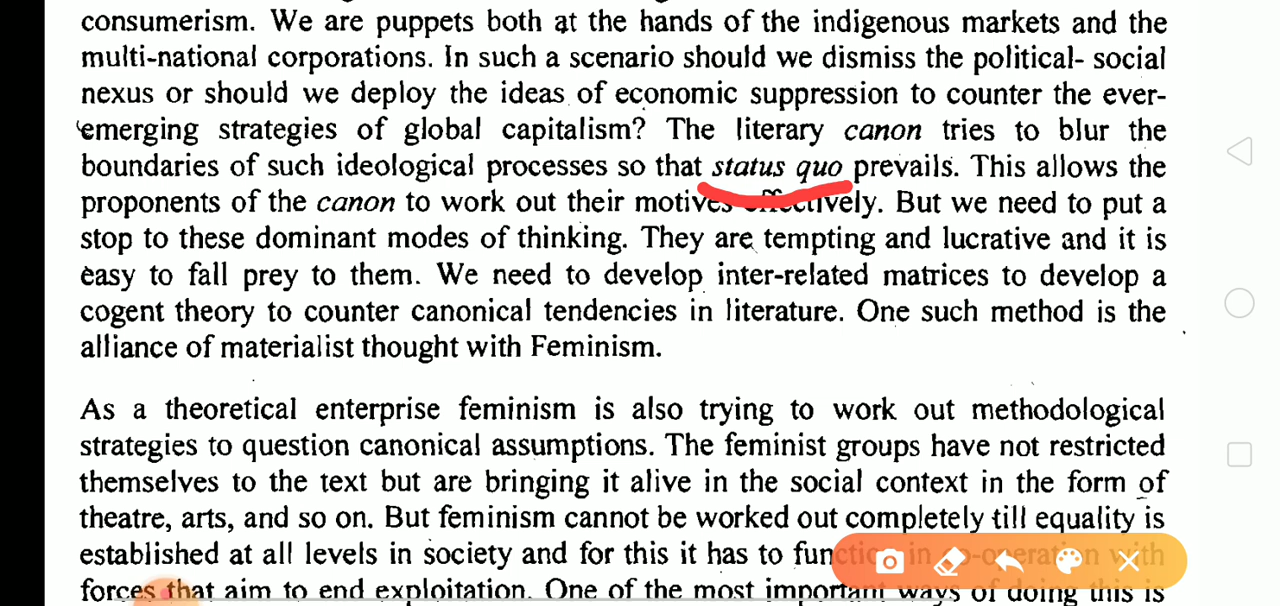 consumerism. We are puppets both at the hands of the indigenous markets and the
multi-national corporations. In such a scenario should we dismiss the political- social
nexus or should we deploy the ideas of economic suppression to counter the ever-
emerging strategies of global capitalism? The literary canon tries to blur the
boundaries of such ideological processes so that status quo prevails. This allows the
proponents of the canon to work out their motives effectively. But we need to put a
stop to these dominant modes of thinking. They are tempting and lucrative and it is
easy to fall prey to them. We need to develop inter-related matrices to develop a
cogent theory to counter canonical tendencies in literature. One such method is the
alliance of materialist thought with Feminism.
As a theoretical enterprise feminism is also trying to work out methodological
strategies to question canonical assumptions. The feminist groups have not restricted
themselves to the text but are bringing it alive in the social context in the form of
theatre, arts, and so on. But feminism cannot be worked out completely till equality is
established at all levels in society and for this it has to function in co-operation with
forces that aim to end exploitation. One of the most important ways of doing this is